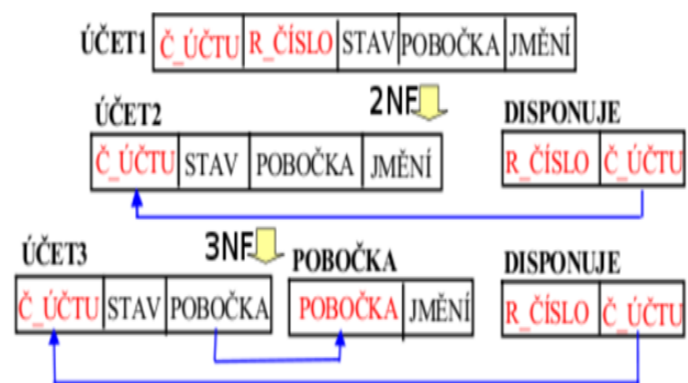 ÚČET1 Č_ÚČTU R_ČÍSLO STAV POBOČKA JMĚNÍ
2NF
ÚČET2 DISPONUJE
Č_ÚČTU STAV POBOČKA JMĚNÍ R_ČÍSLO Č_ÚČTU
3NF
ÚČET3 POBOČKA DISPONUJE
Č_ÚČTU STAV POBOČKA POBOČKA JMĚNÍ R_ČÍSLO Č_ÚČTU